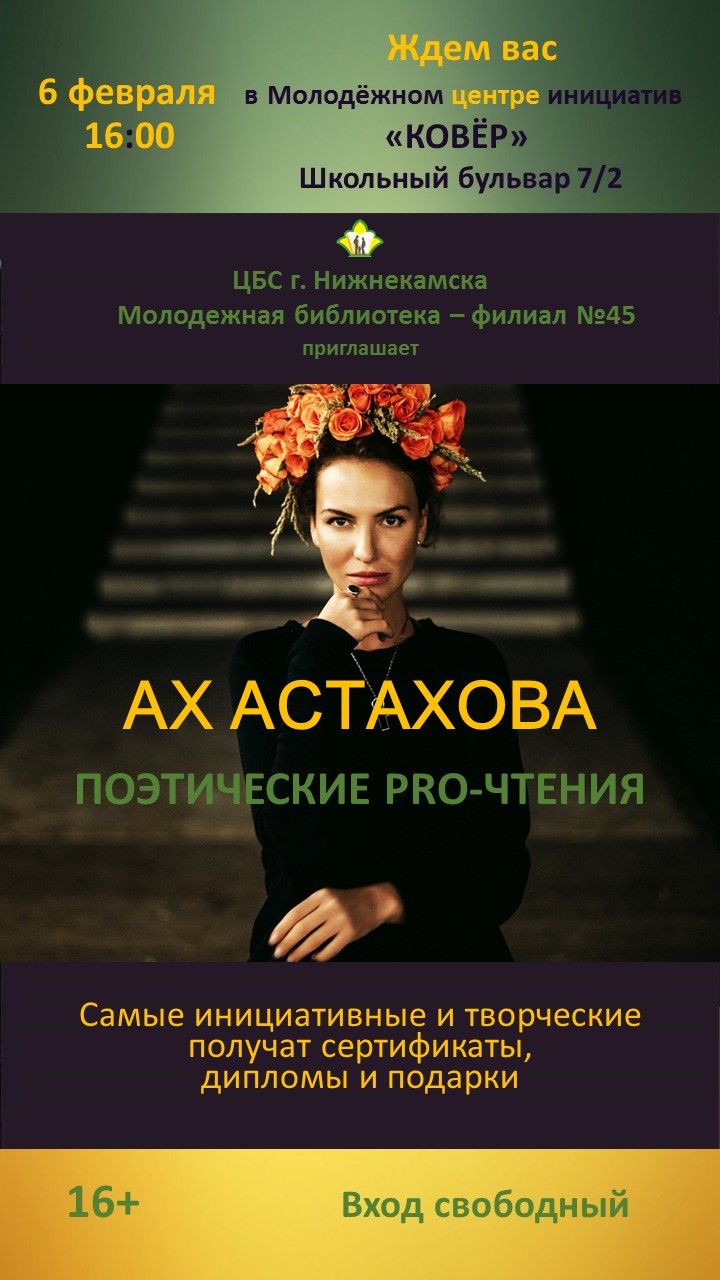 6 февраля
16:00
Ждем вас
в Молодёжном центре инициатив
«КОВЁР»
Школьный бульвар 7/2
ЦБС г. Нижнекамска
Молодежная библиотека – филиал №45
приглашает
АХ АСТАХОВА
ПОЭТИЧЕСКИЕ PRO-ЧТЕНИЯ
Самые инициативные и творческие
получат сертификаты,
дипломы и подарки
16+
Вход свободный